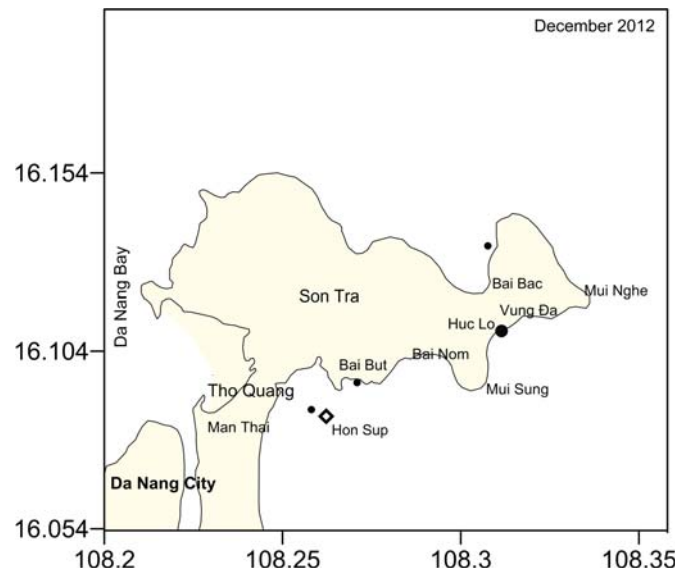 December 2012
16.154
Da Nang Bay
Son Tra
Bai Bac
Mui Nghe
Vung Đa
Huc Lo
16.104
Bai But
Bai Nom
Tho Quang
Mui Sung
Man Thai
Hon Sup
Da Nang City
16.054
108.2
108.25
108.3
108.35